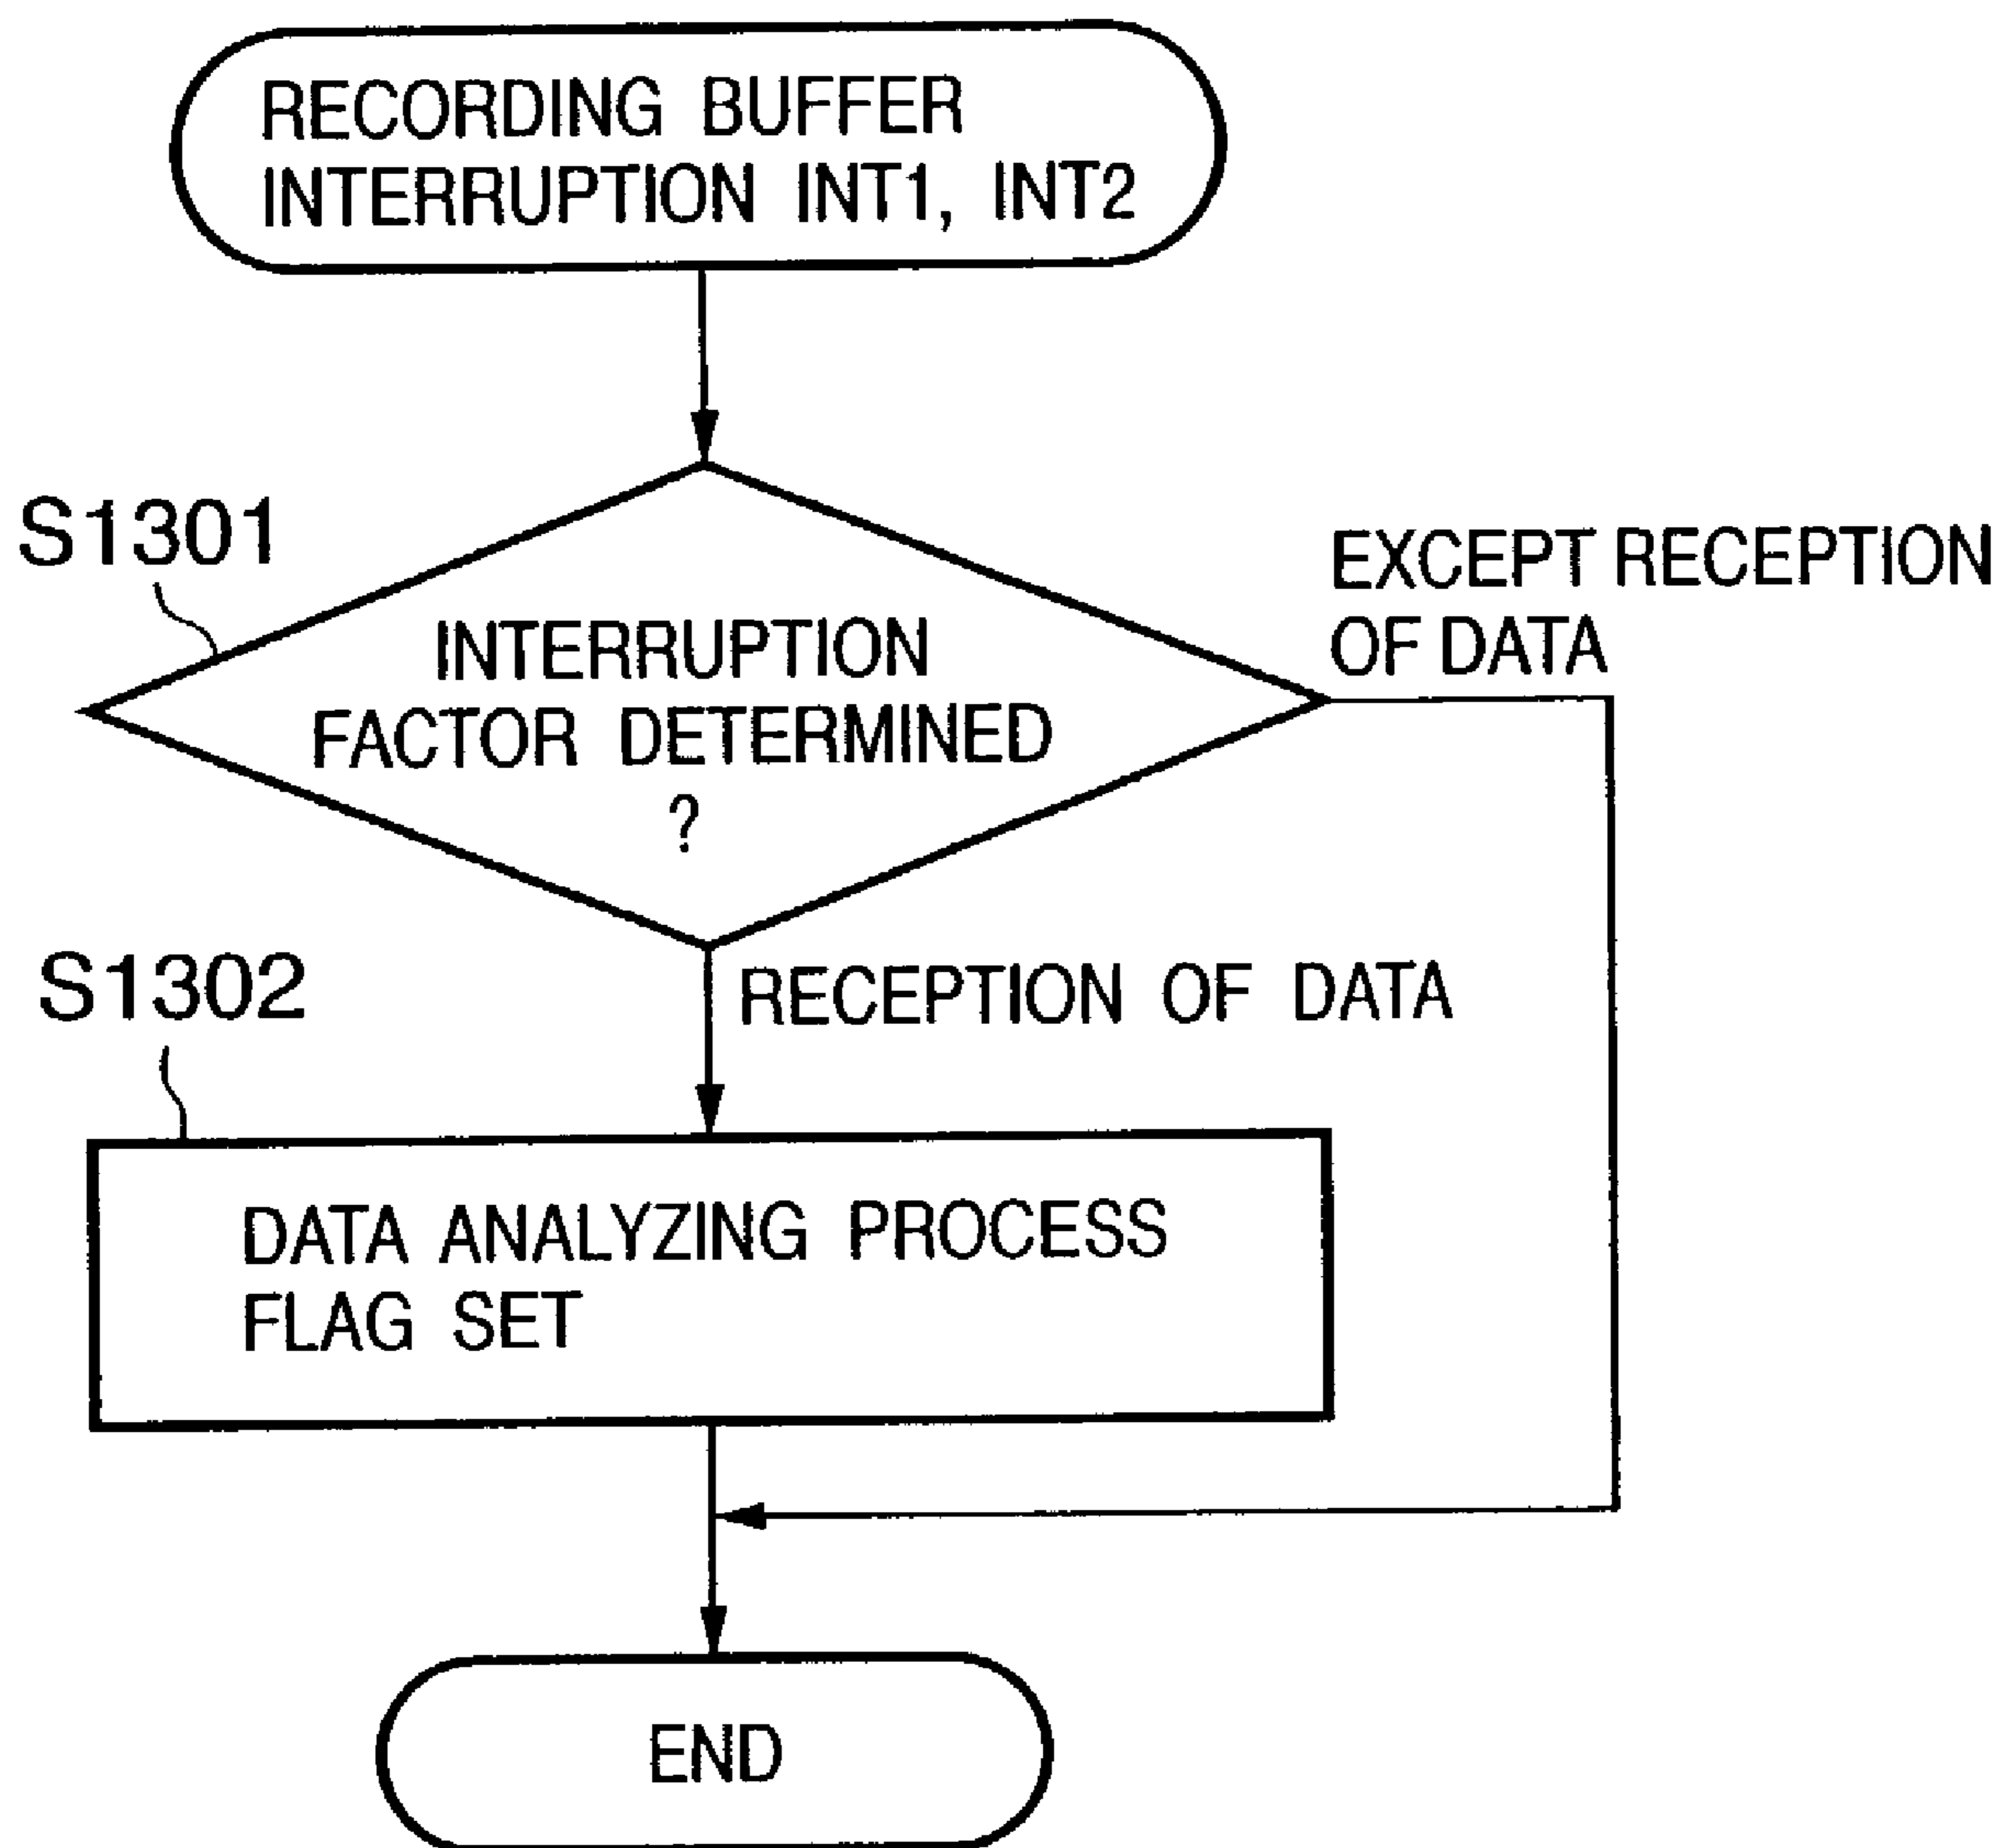 RECORDING BUFFER
INTERRUPTION INT1, INT2
S1301
INTERRUPTION
FACTOR DETERMINED
?
EXCEPT RECEPTION
OF DATA
S1302
RECEPTION OF DATA
DATA ANALYZING PROCESS
FLAG SET
END